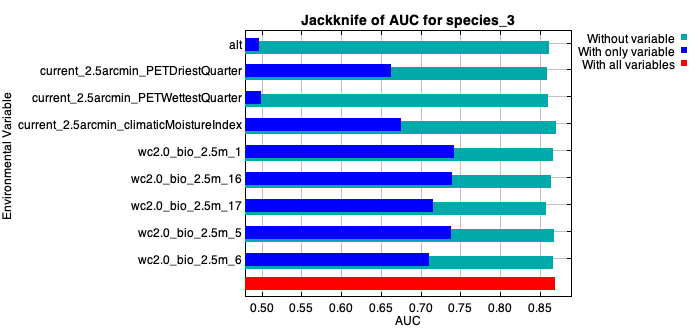 Jackknife of AUC for species_3
Without variable
With only variable
With all variables
Environmental Variable
alt
current_2.5arcmin_PETDriestQuarter
current_2.5arcmin_PETWettestQuarter
current_2.5arcmin_climaticMoistureIndex
wc2.0_bio_2.5m_1
wc2.0_bio_2.5m_16
wc2.0_bio_2.5m_17
wc2.0_bio_2.5m_5
wc2.0_bio_2.5m_6
0.50 0.55 0.60 0.65 0.70 0.75 0.80 0.85
AUC